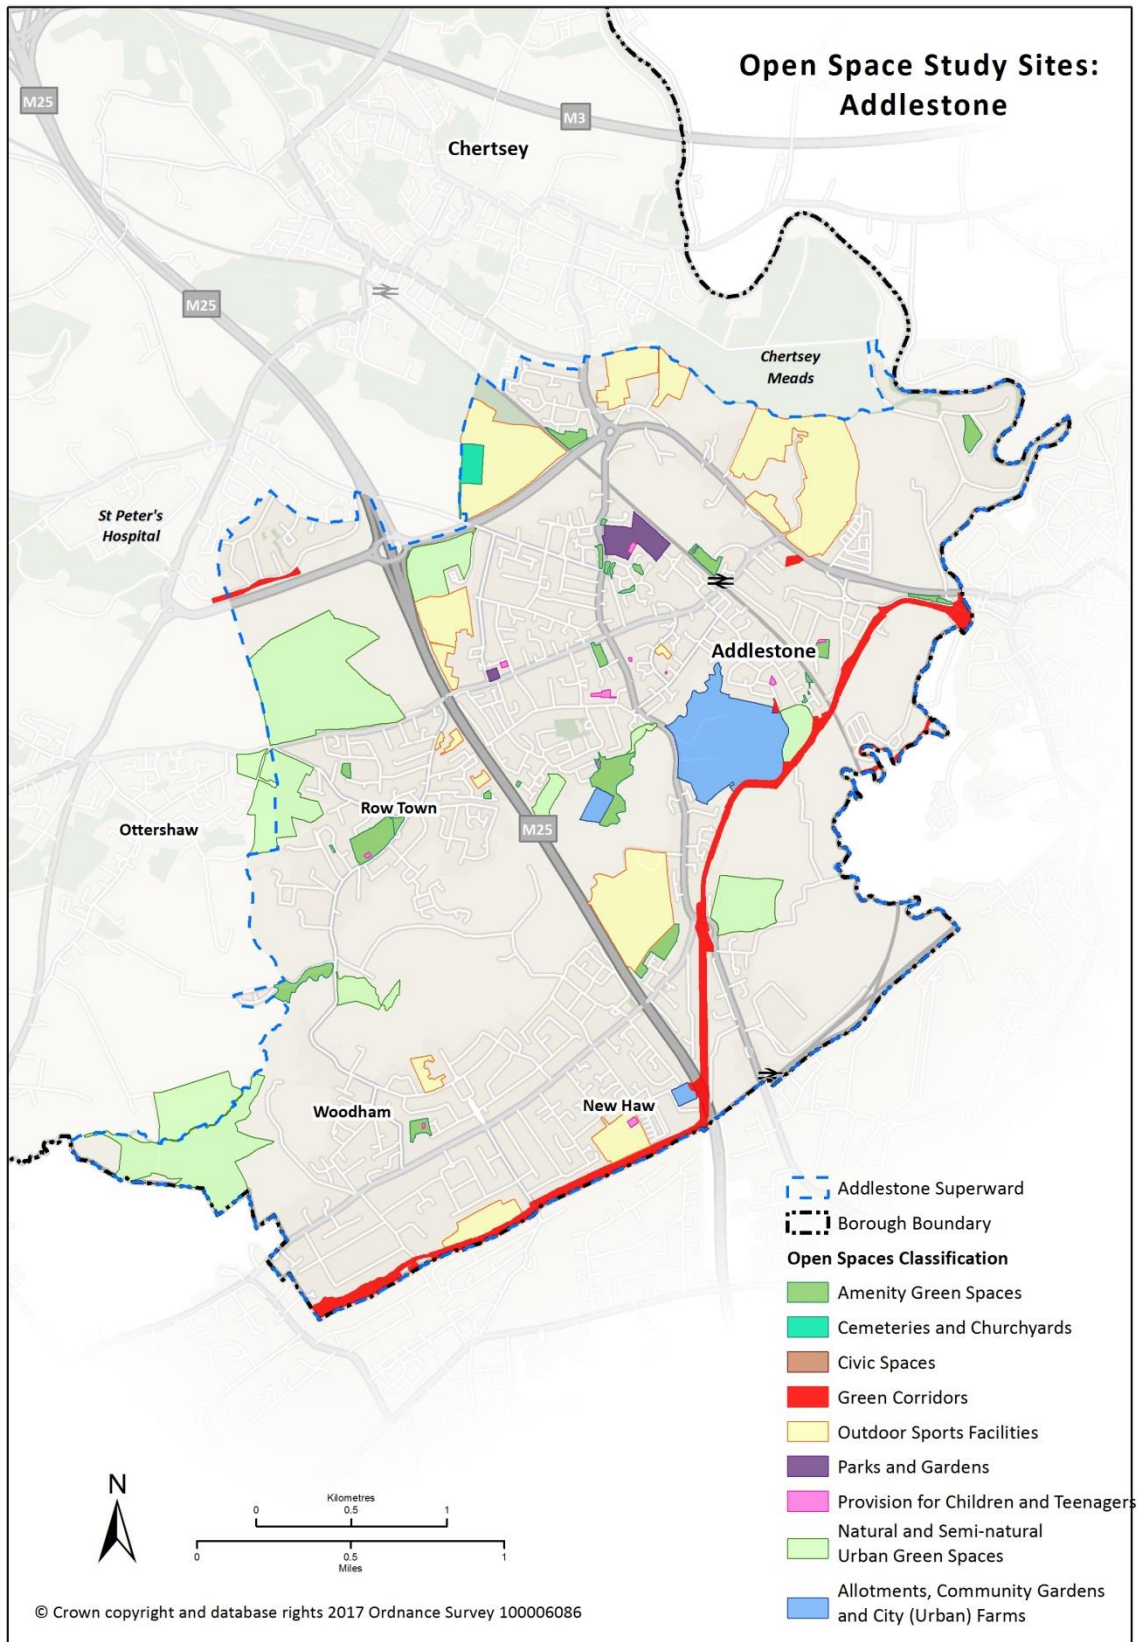 Open Space Study Sites:
Addlestone
M25
M3
Chertsey
M25
Chertsey
Meads
St Peter's
Hospital
Addlestone
Row Town
Ottershaw
M25
Woodham
New Haw
Addlestone Superward
Borough Boundary
Open Spaces Classification
Amenity Green Spaces
Cemeteries and Churchyards
Civic Spaces
Green Corridors
Outdoor Sports Facilities
Parks and Gardens
Provision for Children and Teenagers
Natural and Semi-natural
Urban Green Spaces
Allotments, Community Gardens
and City (Urban) Farms
N
Kilometres
0 0.5 1
0 0.5 1
Miles
© Crown copyright and database rights 2017 Ordnance Survey 100006086